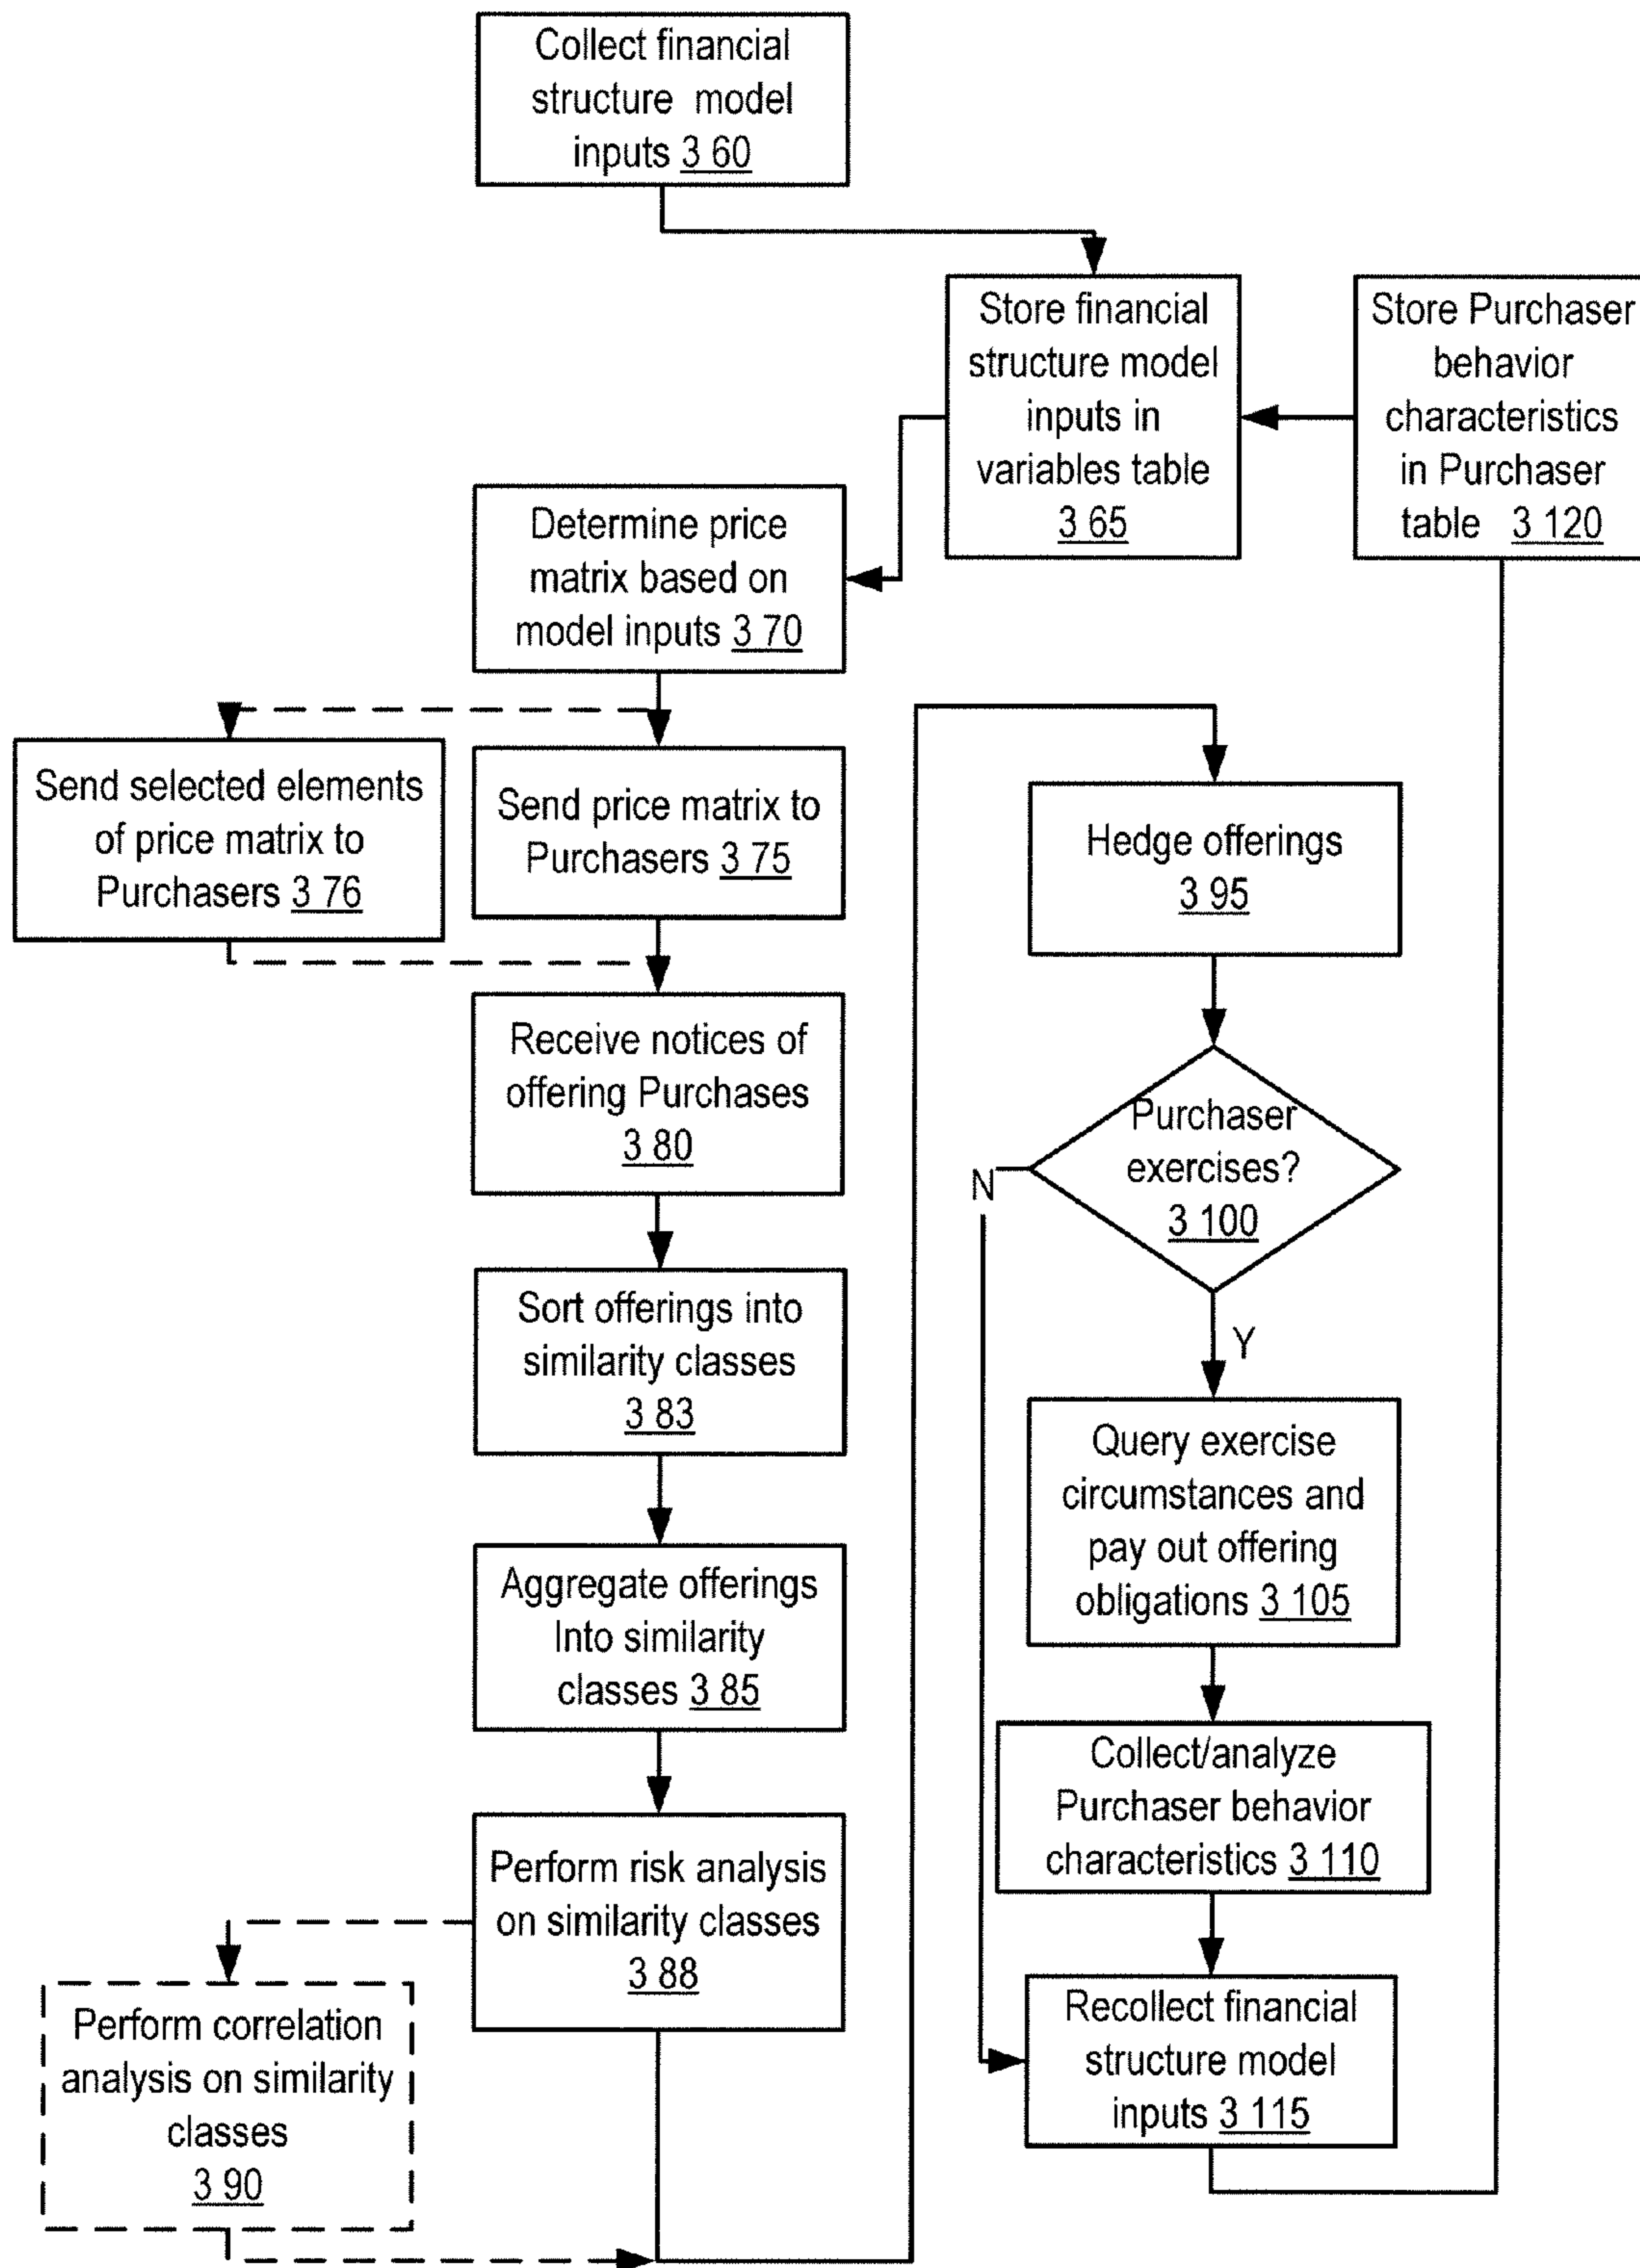 Collect financial
structure model
inputs 3 60
Store financial
structure model
inputs in
variables table
3 65
Store Purchaser
behavior
characteristics
in Purchaser
table 3 120
Determine price
matrix based on
model inputs 3 70
Send selected elements
of price matrix to
Purchasers 3 76
Send price matrix to
Purchasers 3 75
Receive notices of
offering Purchases
3 80
Sort offerings into
similarity classes
3 83
Aggregate offerings
Into similarity
classes 3 85
Perform risk analysis
on similarity classes
3 88
Perform correlation
analysis on similarity
classes
3 90
Hedge offerings
3 95
Purchaser
exercises?
3 100
N
Y
Query exercise
circumstances and
pay out offering
obligations 3 105
Collect/analyze
Purchaser behavior
characteristics 3 110
Recollect financial
structure model
inputs 3 115